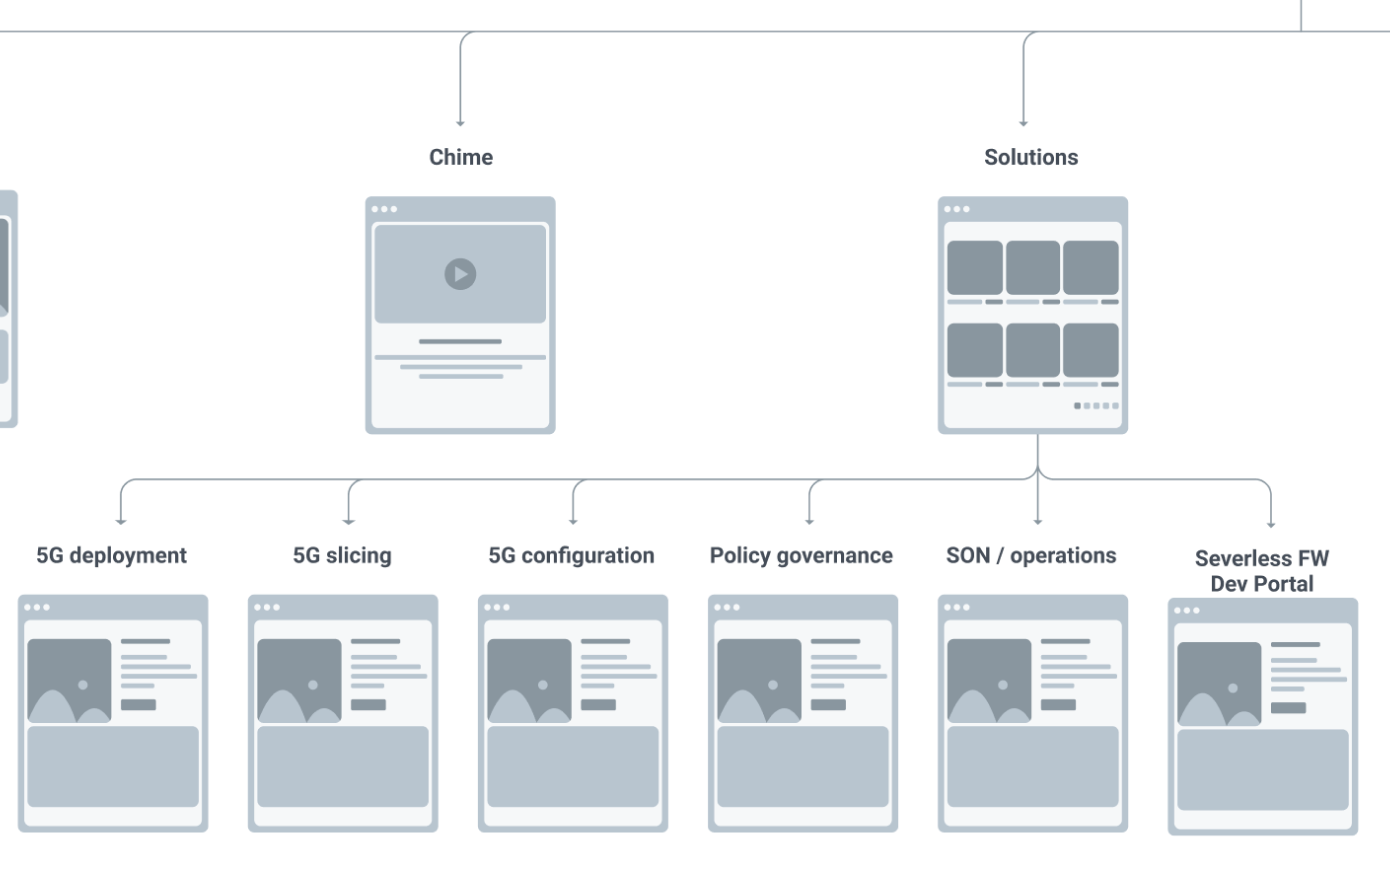 Chime
Solutions
5G deployment
5G slicing
5G configuration
Policy governance
SON / operations
Severless FW
Dev Portal